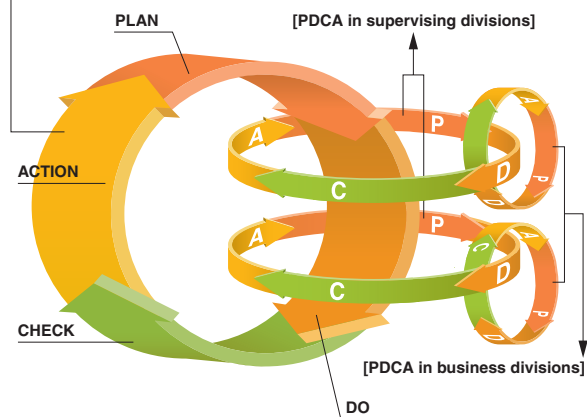 PLAN
[PDCA in supervising divisions]
A
P
A
P
ACTION
C
D
D
A
P
C
A
C
D
P
D
CHECK
[PDCA in business divisions]
DO